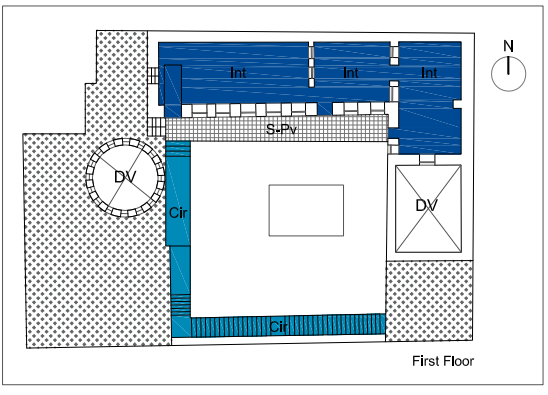 N
Int Int Int
S-Pv
DV
Cir
DV
Cir
First Floor